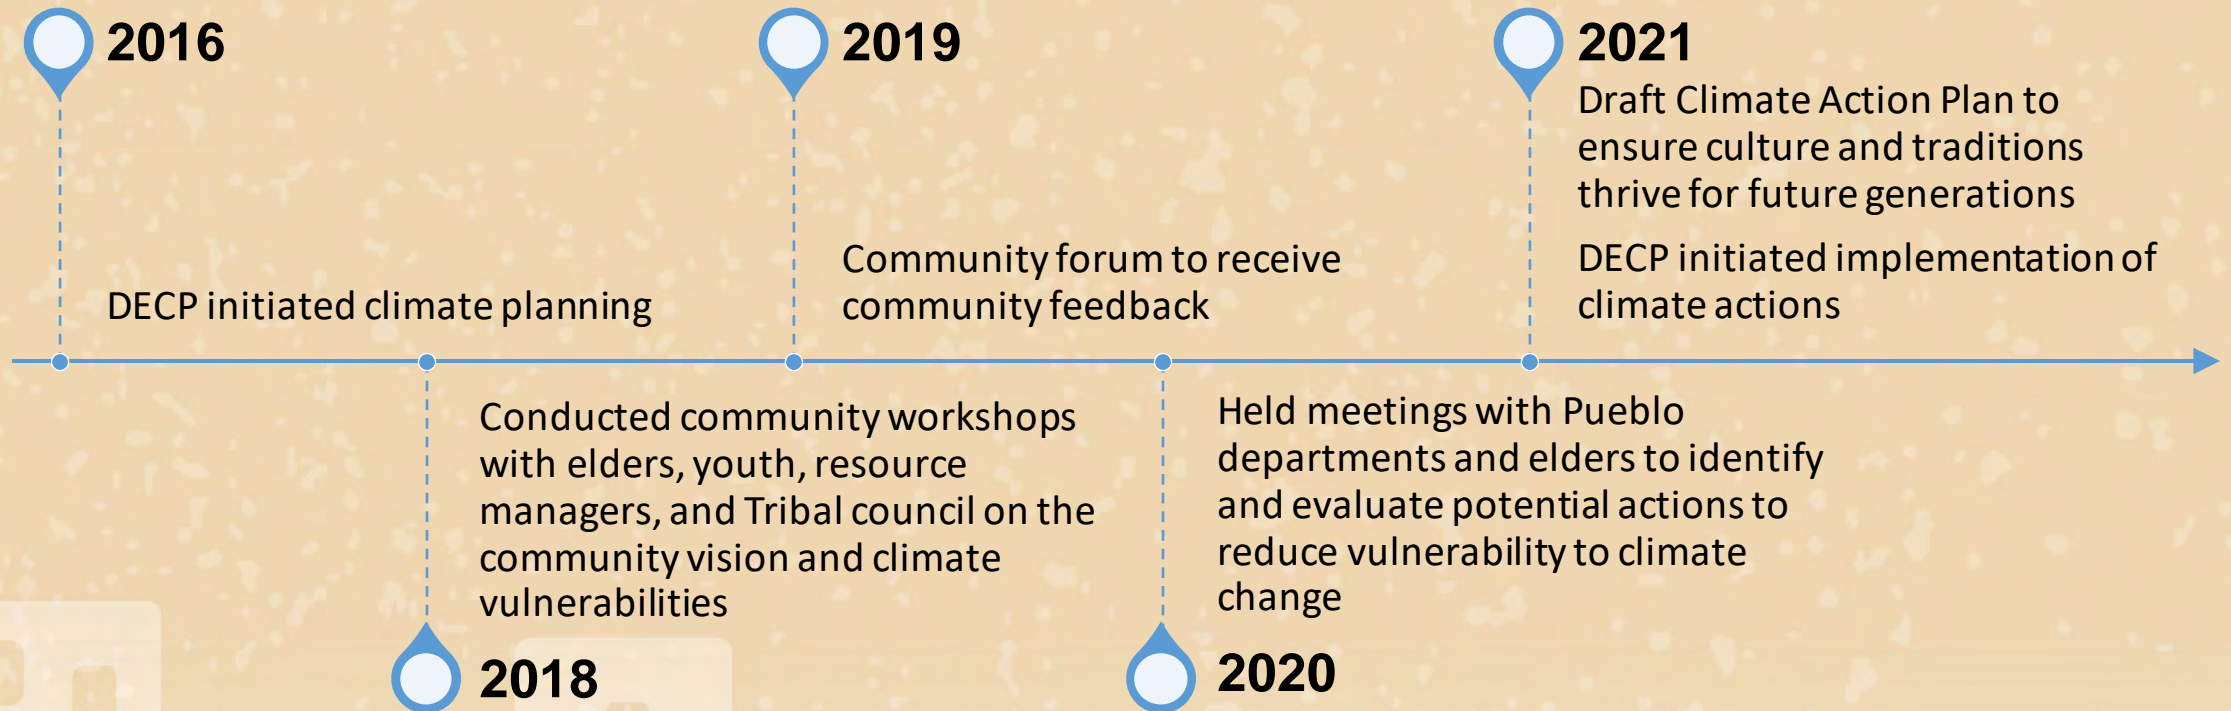 2016
DECP initiated climate planning
2018
Conducted community workshops
with elders, youth, resource
managers, and Tribal council on the
community vision and climate
vulnerabilities
2019
Community forum to receive
community feedback
2020
Held meetings with Pueblo
departments and elders to identify
and evaluate potential actions to
reduce vulnerability to climate
change
2021
Draft Climate Action Plan to
ensure culture and traditions
thrive for future generations
DECP initiated implementation of
climate actions